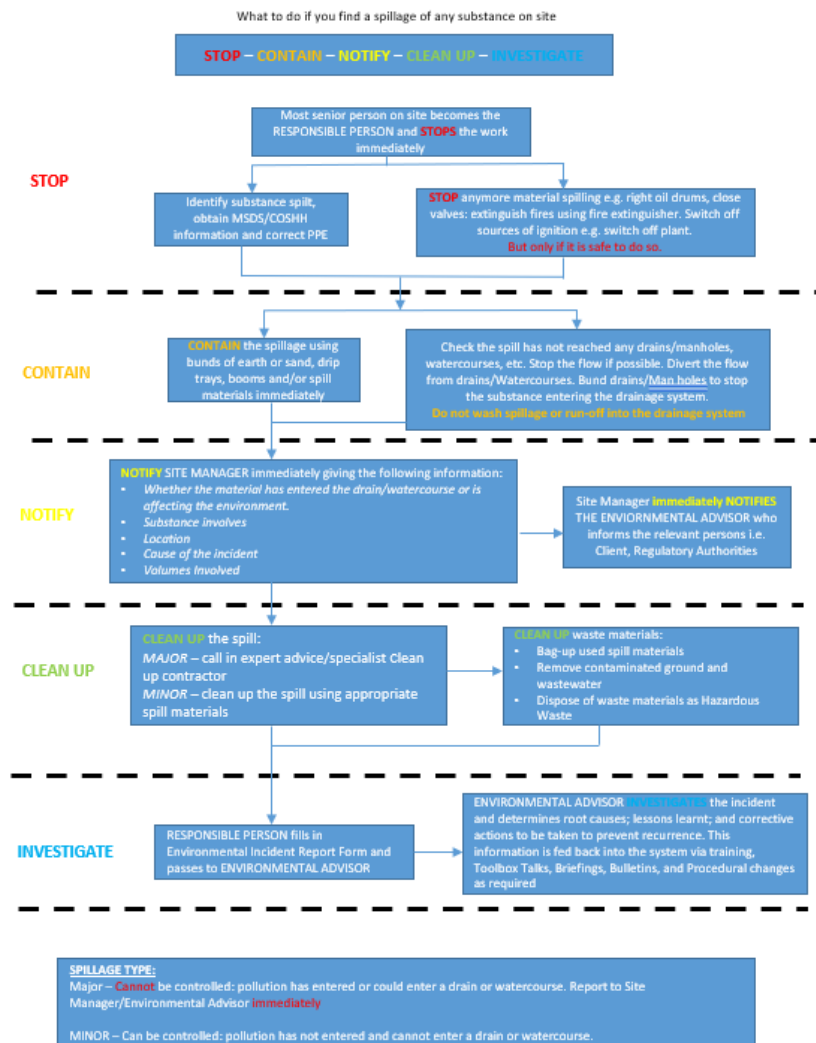 What to do if you find a spillage of any substance on site
STOP – CONTAIN – NOTIFY – CLEAN UP – INVESTIGATE
Most senior person on site becomes the
RESPONSIBLE PERSON and STOPS the work
immediately
STOP
Identify substance spilt,
obtain MSDS/COSHH
information and correct PPE
STOP anymore material spilling e.g. right oil drums, close
valves: extinguish fires using fire extinguisher. Switch off
sources of ignition e.g. switch off plant.
But only if it is safe to do so.
CONTAIN
CONTAIN the spillage using
bunds of earth or sand, drip
trays, booms and/or spill
materials immediately
Check the spill has not reached any drains/manholes,
watercourses, etc. Stop the flow if possible. Divert the flow
from drains/Watercourses. Bund drains/Man holes to stop
the substance entering the drainage system.
Do not wash spillage or run-off into the drainage system
NOTIFY
NOTIFY SITE MANAGER immediately giving the following information:
• Whether the material has entered the drain/watercourse or is
affecting the environment.
• Substance involves
• Location
• Cause of the incident
• Volumes Involved
Site Manager immediately NOTIFIES
THE ENVIORNMENTAL ADVISOR who
informs the relevant persons i.e.
Client, Regulatory Authorities
CLEAN UP
CLEAN UP the spill:
MAJOR – call in expert advice/specialist Clean
up contractor
MINOR – clean up the spill using appropriate
spill materials
CLEAN UP waste materials:
• Bag-up used spill materials
• Remove contaminated ground and
wastewater
• Dispose of waste materials as Hazardous
Waste
INVESTIGATE
RESPONSIBLE PERSON fills in
Environmental Incident Report Form and
passes to ENVIRONMENTAL ADVISOR
ENVIRONMENTAL ADVISOR INVESTIGATES the incident
and determines root causes; lessons learnt; and corrective
actions to be taken to prevent recurrence. This
information is fed back into the system via training,
Toolbox Talks, Briefings, Bulletins, and Procedural changes
as required
SPILLAGE TYPE:
Major – Cannot be controlled: pollution has entered or could enter a drain or watercourse. Report to Site
Manager/Environmental Advisor immediately
MINOR – Can be controlled: pollution has not entered and cannot enter a drain or watercourse.